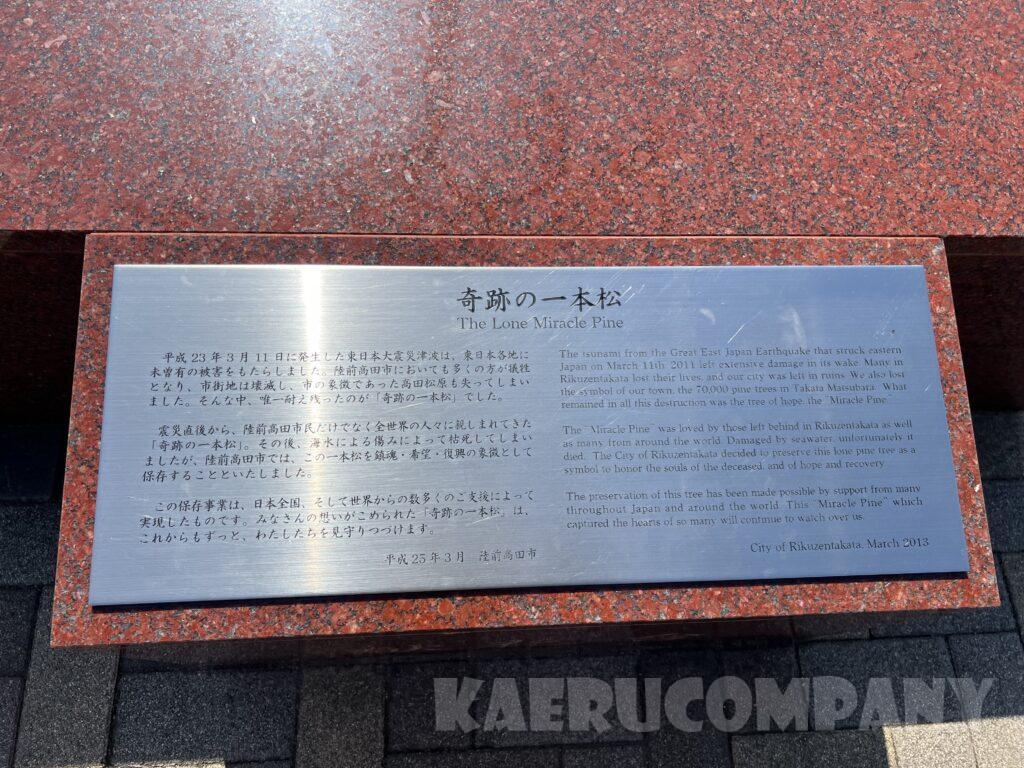 奇跡の一本松
The Lone Miracle Pine
平成23年3月11日に発生した東日本大震災津波は、東日本各地に
未曽有の被害をもたらしました。陸前高田市においても多くの方が犠牲
となり、市街地は壊滅し、市の象徴であった高田松原も失ってしまい
ました。そんな中、唯一耐え残ったのが「奇跡の一本松」でした。
震災直後から、陸前高田市民だけでなく全世界の人々に親しまれてきた
「奇跡の一本松」。その後、海水による傷みによって枯死してしまい
ましたが、陸前高田市では、この一本松を鎮魂・希望・復興の象徴として
保存することといたしました。
この保存事業は、日本全国、そして世界からの数多くのご支援によって
実現したものです。みなさんの想いがこめられた「奇跡の一本松」は、
これからもずっと、わたしたちを見守りつづけます。
平成25年3月 陸前高田市
The tsunami from the Great East Japan Earthquake that struck eastern
Japan on March 11th, 2011 left extensive damage in its wake. Many in
Rikuzentakata lost their lives, and our city was left in ruins. We also lost
the symbol of our town, the 70,000 pine trees in Takata Matsubara. What
remained in all this destruction was the tree of hope, the "Miracle Pine".
The "Miracle Pine" was loved by those left behind in Rikuzentakata as well
as many from around the world. Damaged by seawater, unfortunately it
died. The City of Rikuzentakata decided to preserve this lone pine tree as a
symbol to honor the souls of the deceased, and of hope and recovery.
The preservation of this tree has been made possible by support from many
throughout Japan and around the world. This "Miracle Pine" which
captured the hearts of so many will continue to watch over us.
City of Rikuzentakata, March 2013
KAERUCOMPANY